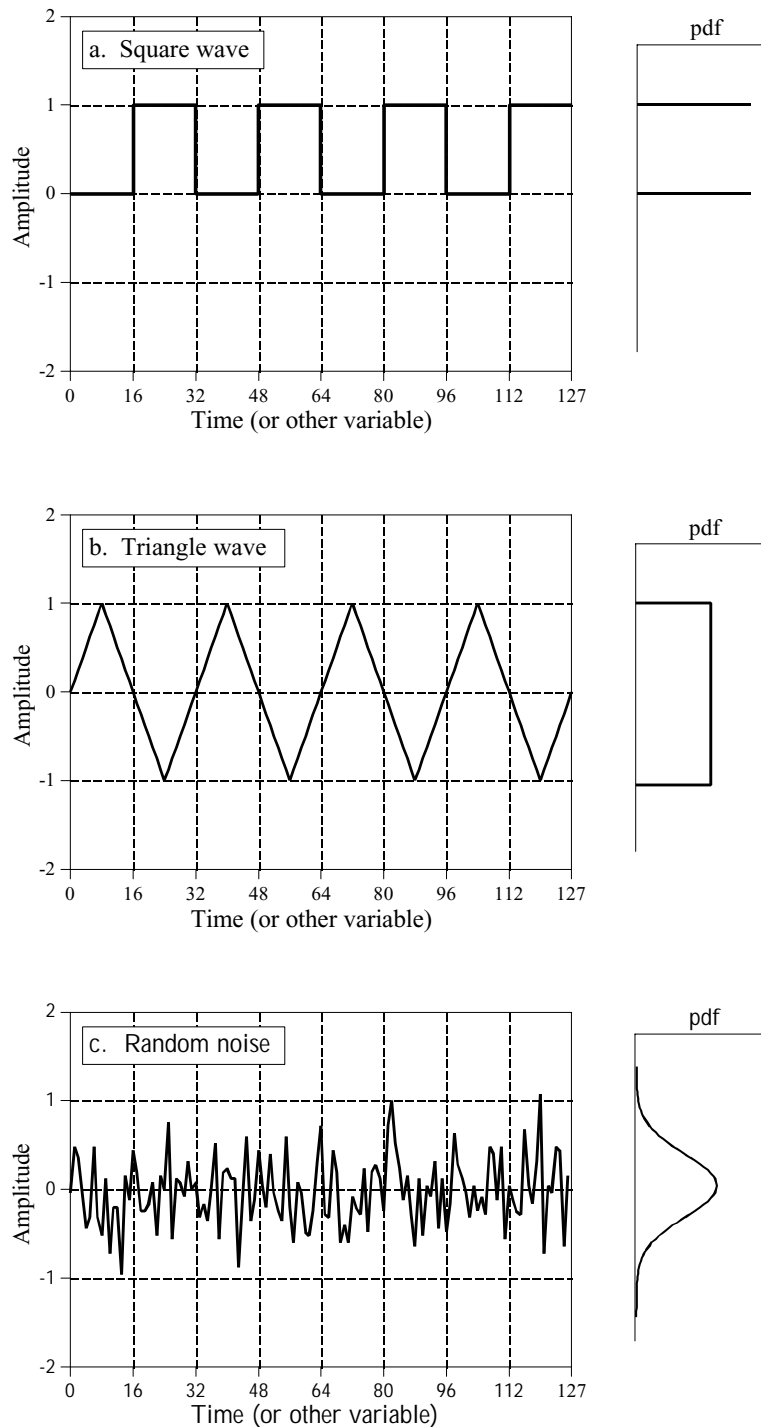 2
a. Square wave
1
0
-1
-2
Amplitude
0 16 32 48 64 80 96 112 127
Time (or other variable)
pdf
2
b. Triangle wave
1
0
-1
-2
Amplitude
0 16 32 48 64 80 96 112 127
Time (or other variable)
pdf
2
c. Random noise
1
0
-1
-2
Amplitude
0 16 32 48 64 80 96 112 127
Time (or other variable)
pdf